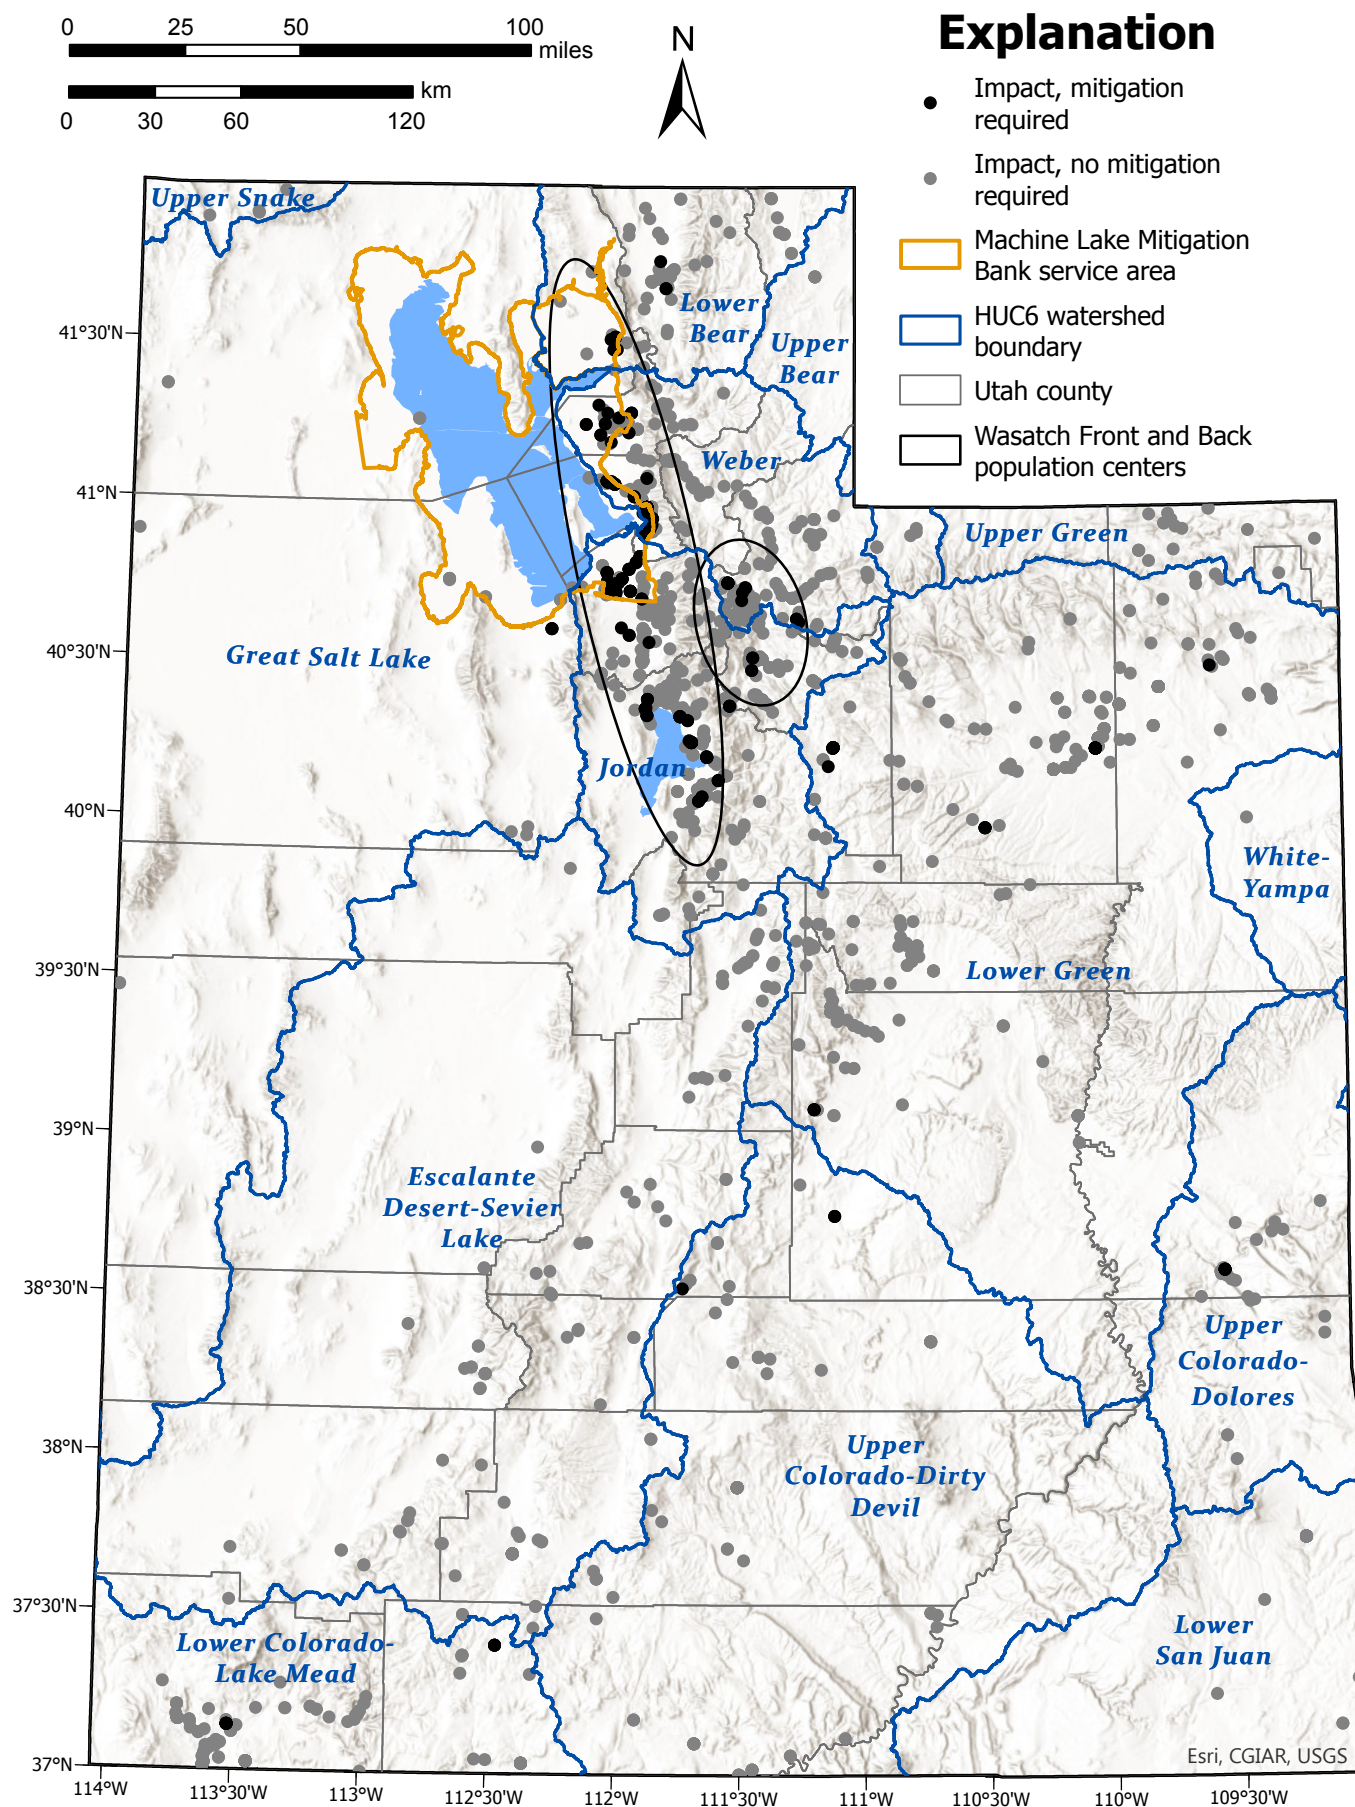 0 25 50 100
miles
km
0 30 60 120
N
Explanation
Impact, mitigation
required
Impact, no mitigation
required
Machine Lake Mitigation
Bank service area
HUC6 watershed
boundary
Utah county
Wasatch Front and Back
population centers
Upper Snake
Lower
Bear
Upper
Bear
Weber
Upper Green
Great Salt Lake
Jordan
White-
Yampa
Lower Green
Escalante
Desert-Sevier
Lake
Upper
Colorado-
Dolores
Upper
Colorado-Dirty
Devil
Lower Colorado-
Lake Mead
Lower
San Juan
41°30'N
41°N
40°30'N
40°N
39°30'N
39°N
38°30'N
38°N
37°30'N
37°N
Esri, CGIAR, USGS
114°W 113°30'W 113°W 112°30'W 112°W 111°30'W 111°W 110°30'W 110°W 109°30'W